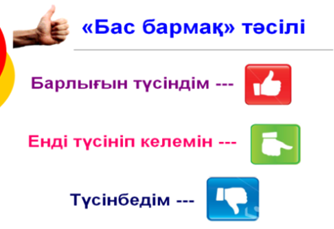 «Бас бармақ» тәсілі
Барлығын түсіндім ---
Енді түсініп келемін ---
Түсінбедім ---